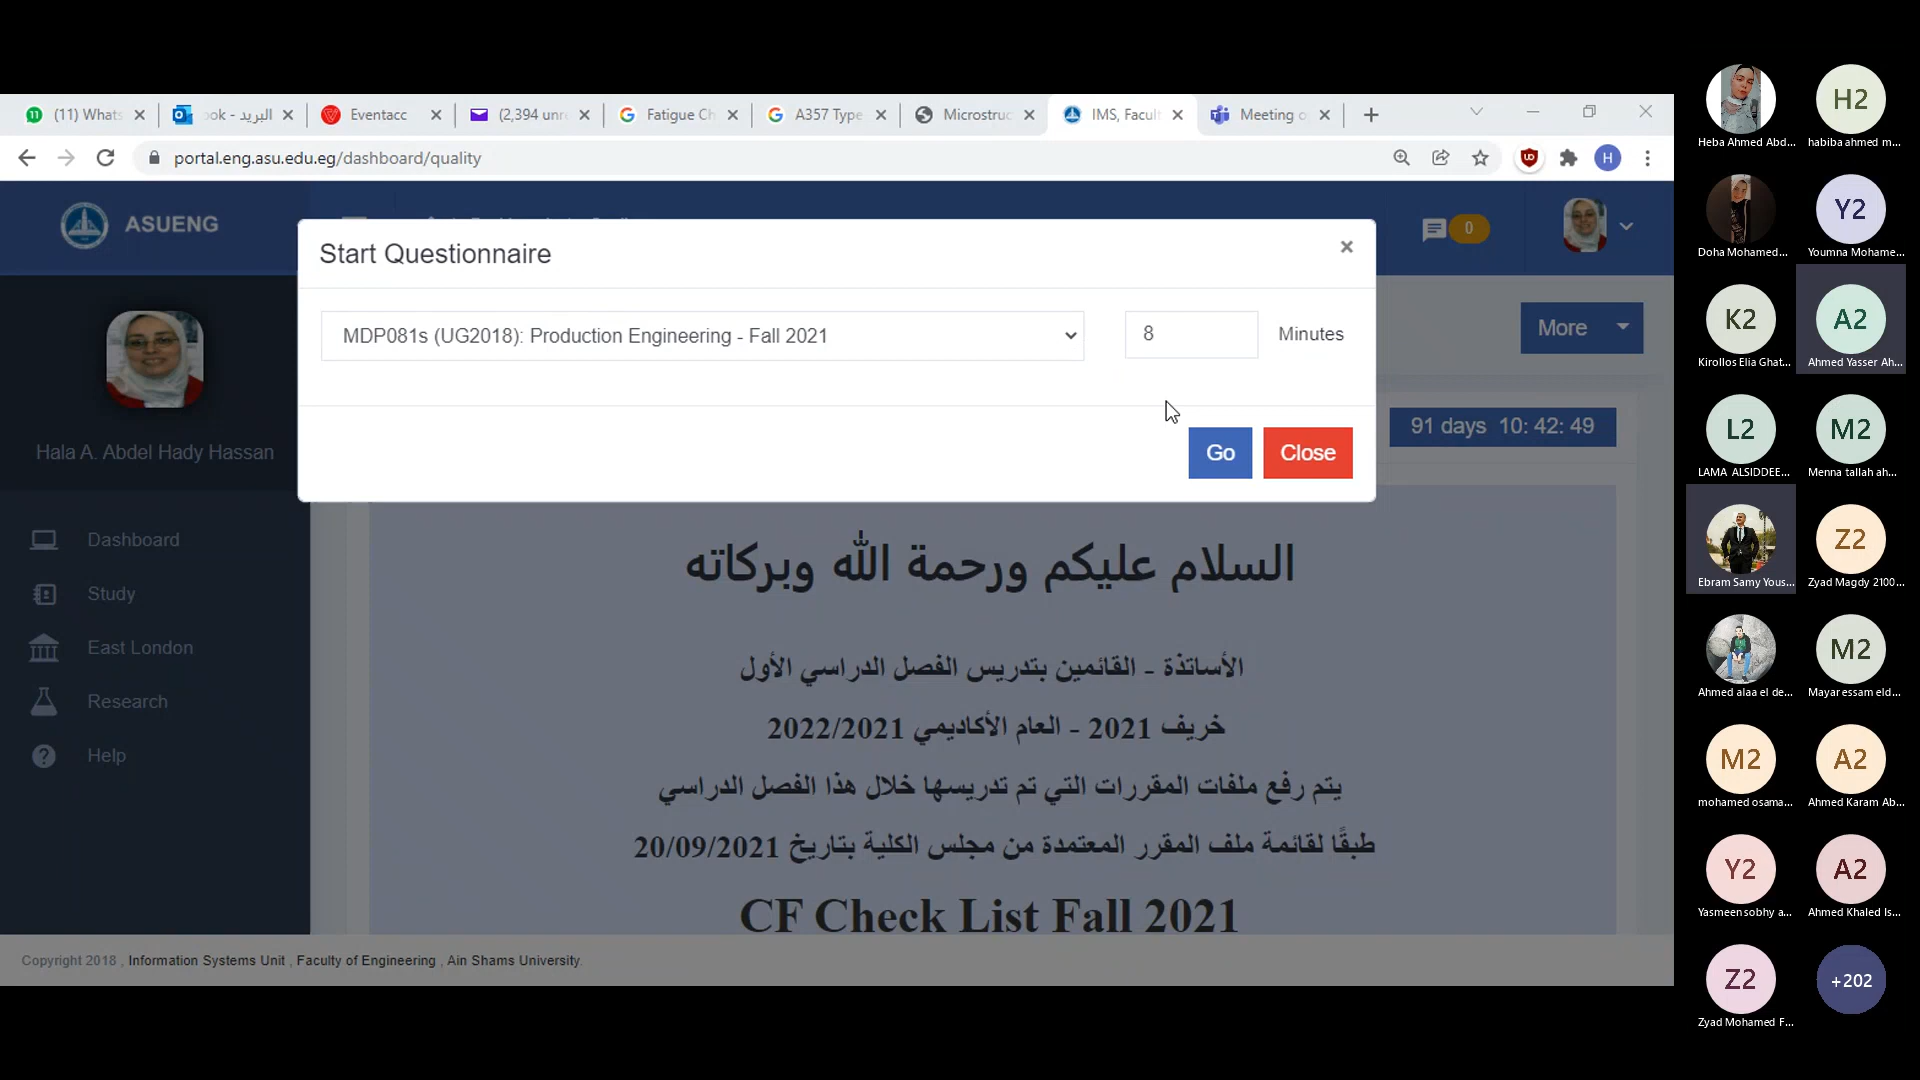 (11) Whats
ook - البريد
Eventacc
(2,394 unr
Fatigue Ch
A357 Type
Microstruc
IMS, Facul
Meeting o
portal.eng.asu.edu.eg/dashboard/quality
H
ASUENG
0
Start Questionnaire
×
MDP081s (UG2018): Production Engineering - Fall 2021
8
Minutes
More
Go
Close
91 days 10: 42: 49
Hala A. Abdel Hady Hassan
Dashboard
Study
East London
Research
Help
السلام عليكم ورحمة الله وبركاته
الأساتذة - القائمين بتدريس الفصل الدراسي الأول
خريف 2021 - العام الأكاديمي 2022/2021
يتم رفع ملفات المقررات التي تم تدريسها خلال هذا الفصل الدراسي
طبقًا لقائمة ملف المقرر المعتمدة من مجلس الكلية بتاريخ 20/09/2021
CF Check List Fall 2021
Copyright 2018 , Information Systems Unit , Faculty of Engineering , Ain Shams University.
Heba Ahmed Abd...
H2
habiba ahmed m...
Doha Mohamed...
Y2
Youmna Mohame...
K2
Kirollos Elia Ghat...
A2
Ahmed Yasser Ah...
L2
LAMA ALSIDDEE...
M2
Menna tallah ah...
Ebram Samy Yous...
Z2
Zyad Magdy 2100...
Ahmed alaa el de...
M2
Mayar essam eld...
M2
mohamed osama...
A2
Ahmed Karam Ab...
Y2
Yasmeen sobhy a...
A2
Ahmed Khaled Is...
Z2
Zyad Mohamed F...
+202